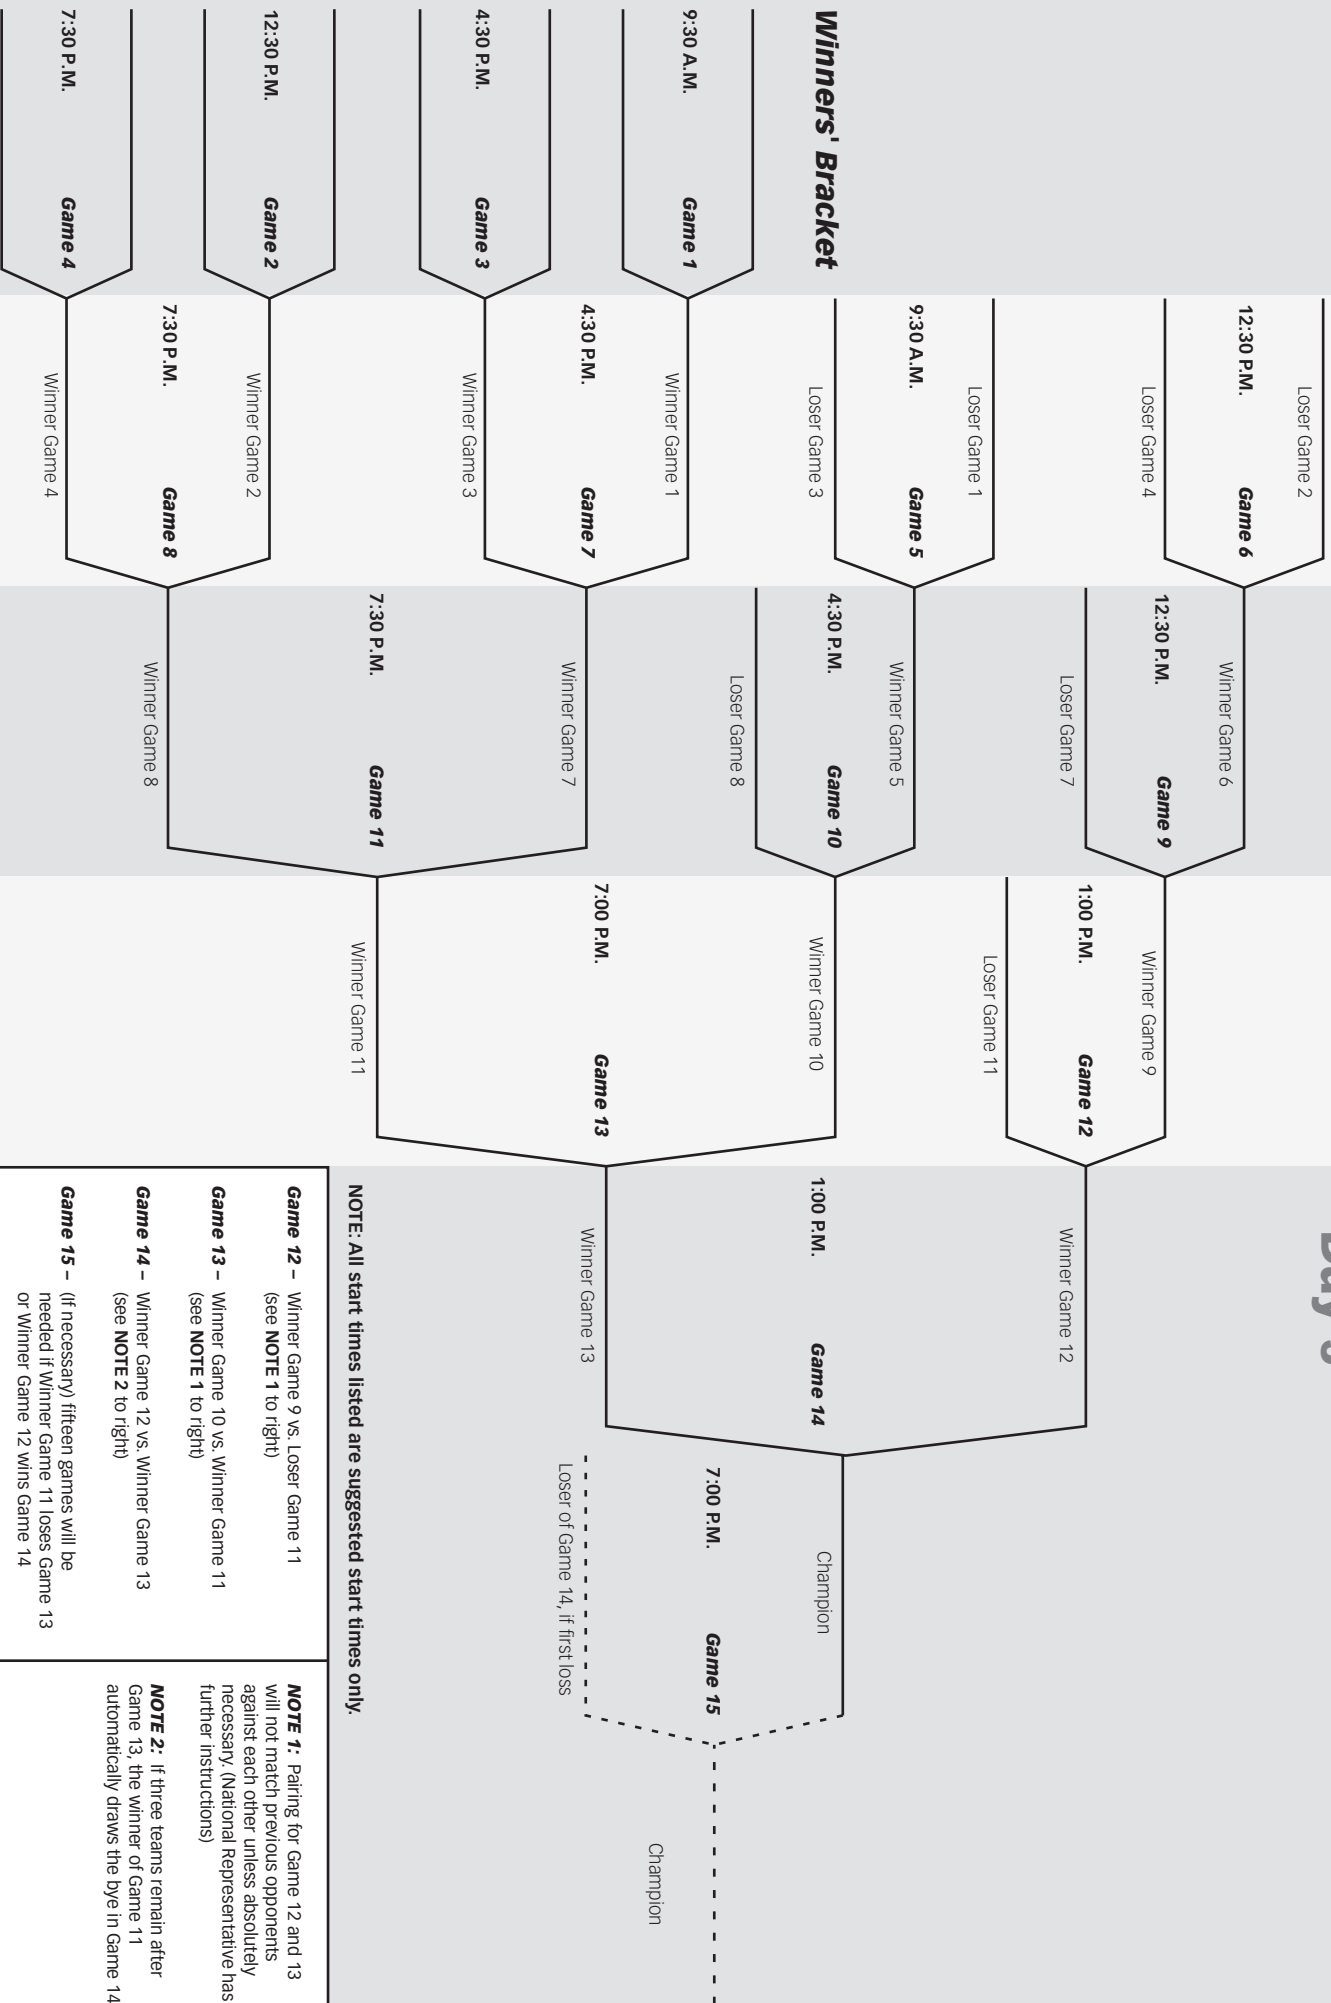 Day 6
Loser Game 2
12:30 P.M.
Game 6
Loser Game 4
Loser Game 1
9:30 A.M.
Game 5
Loser Game 3
Winners' Bracket
9:30 A.M.
Game 1
4:30 P.M.
Game 3
12:30 P.M.
Game 2
7:30 P.M.
Game 4
Winner Game 1
4:30 P.M.
Game 7
Winner Game 3
Winner Game 2
7:30 P.M.
Game 8
Winner Game 4
Winner Game 6
12:30 P.M.
Game 9
Loser Game 7
Winner Game 5
4:30 P.M.
Game 10
Loser Game 8
Winner Game 7
7:30 P.M.
Game 11
Winner Game 8
Winner Game 9
1:00 P.M.
Game 12
Loser Game 11
Winner Game 10
7:00 P.M.
Game 13
Winner Game 11
Winner Game 12
1:00 P.M.
Game 14
Winner Game 13
Champion
7:00 P.M.
Game 15
Loser of Game 14, if first loss
Champion
NOTE: All start times listed are suggested start times only.
Game 12 – Winner Game 9 vs. Loser Game 11
(see NOTE 1 to right)
Game 13 – Winner Game 10 vs. Winner Game 11
(see NOTE 1 to right)
Game 14 – Winner Game 12 vs. Winner Game 13
(see NOTE 2 to right)
Game 15 – (If necessary) fifteen games will be
needed if Winner Game 11 loses Game 13
or Winner Game 12 wins Game 14
NOTE 1: Pairing for Game 12 and 13
will not match previous opponents
against each other unless absolutely
necessary. (National Representative has
further instructions)
NOTE 2: If three teams remain after
Game 13, the winner of Game 11
automatically draws the bye in Game 14